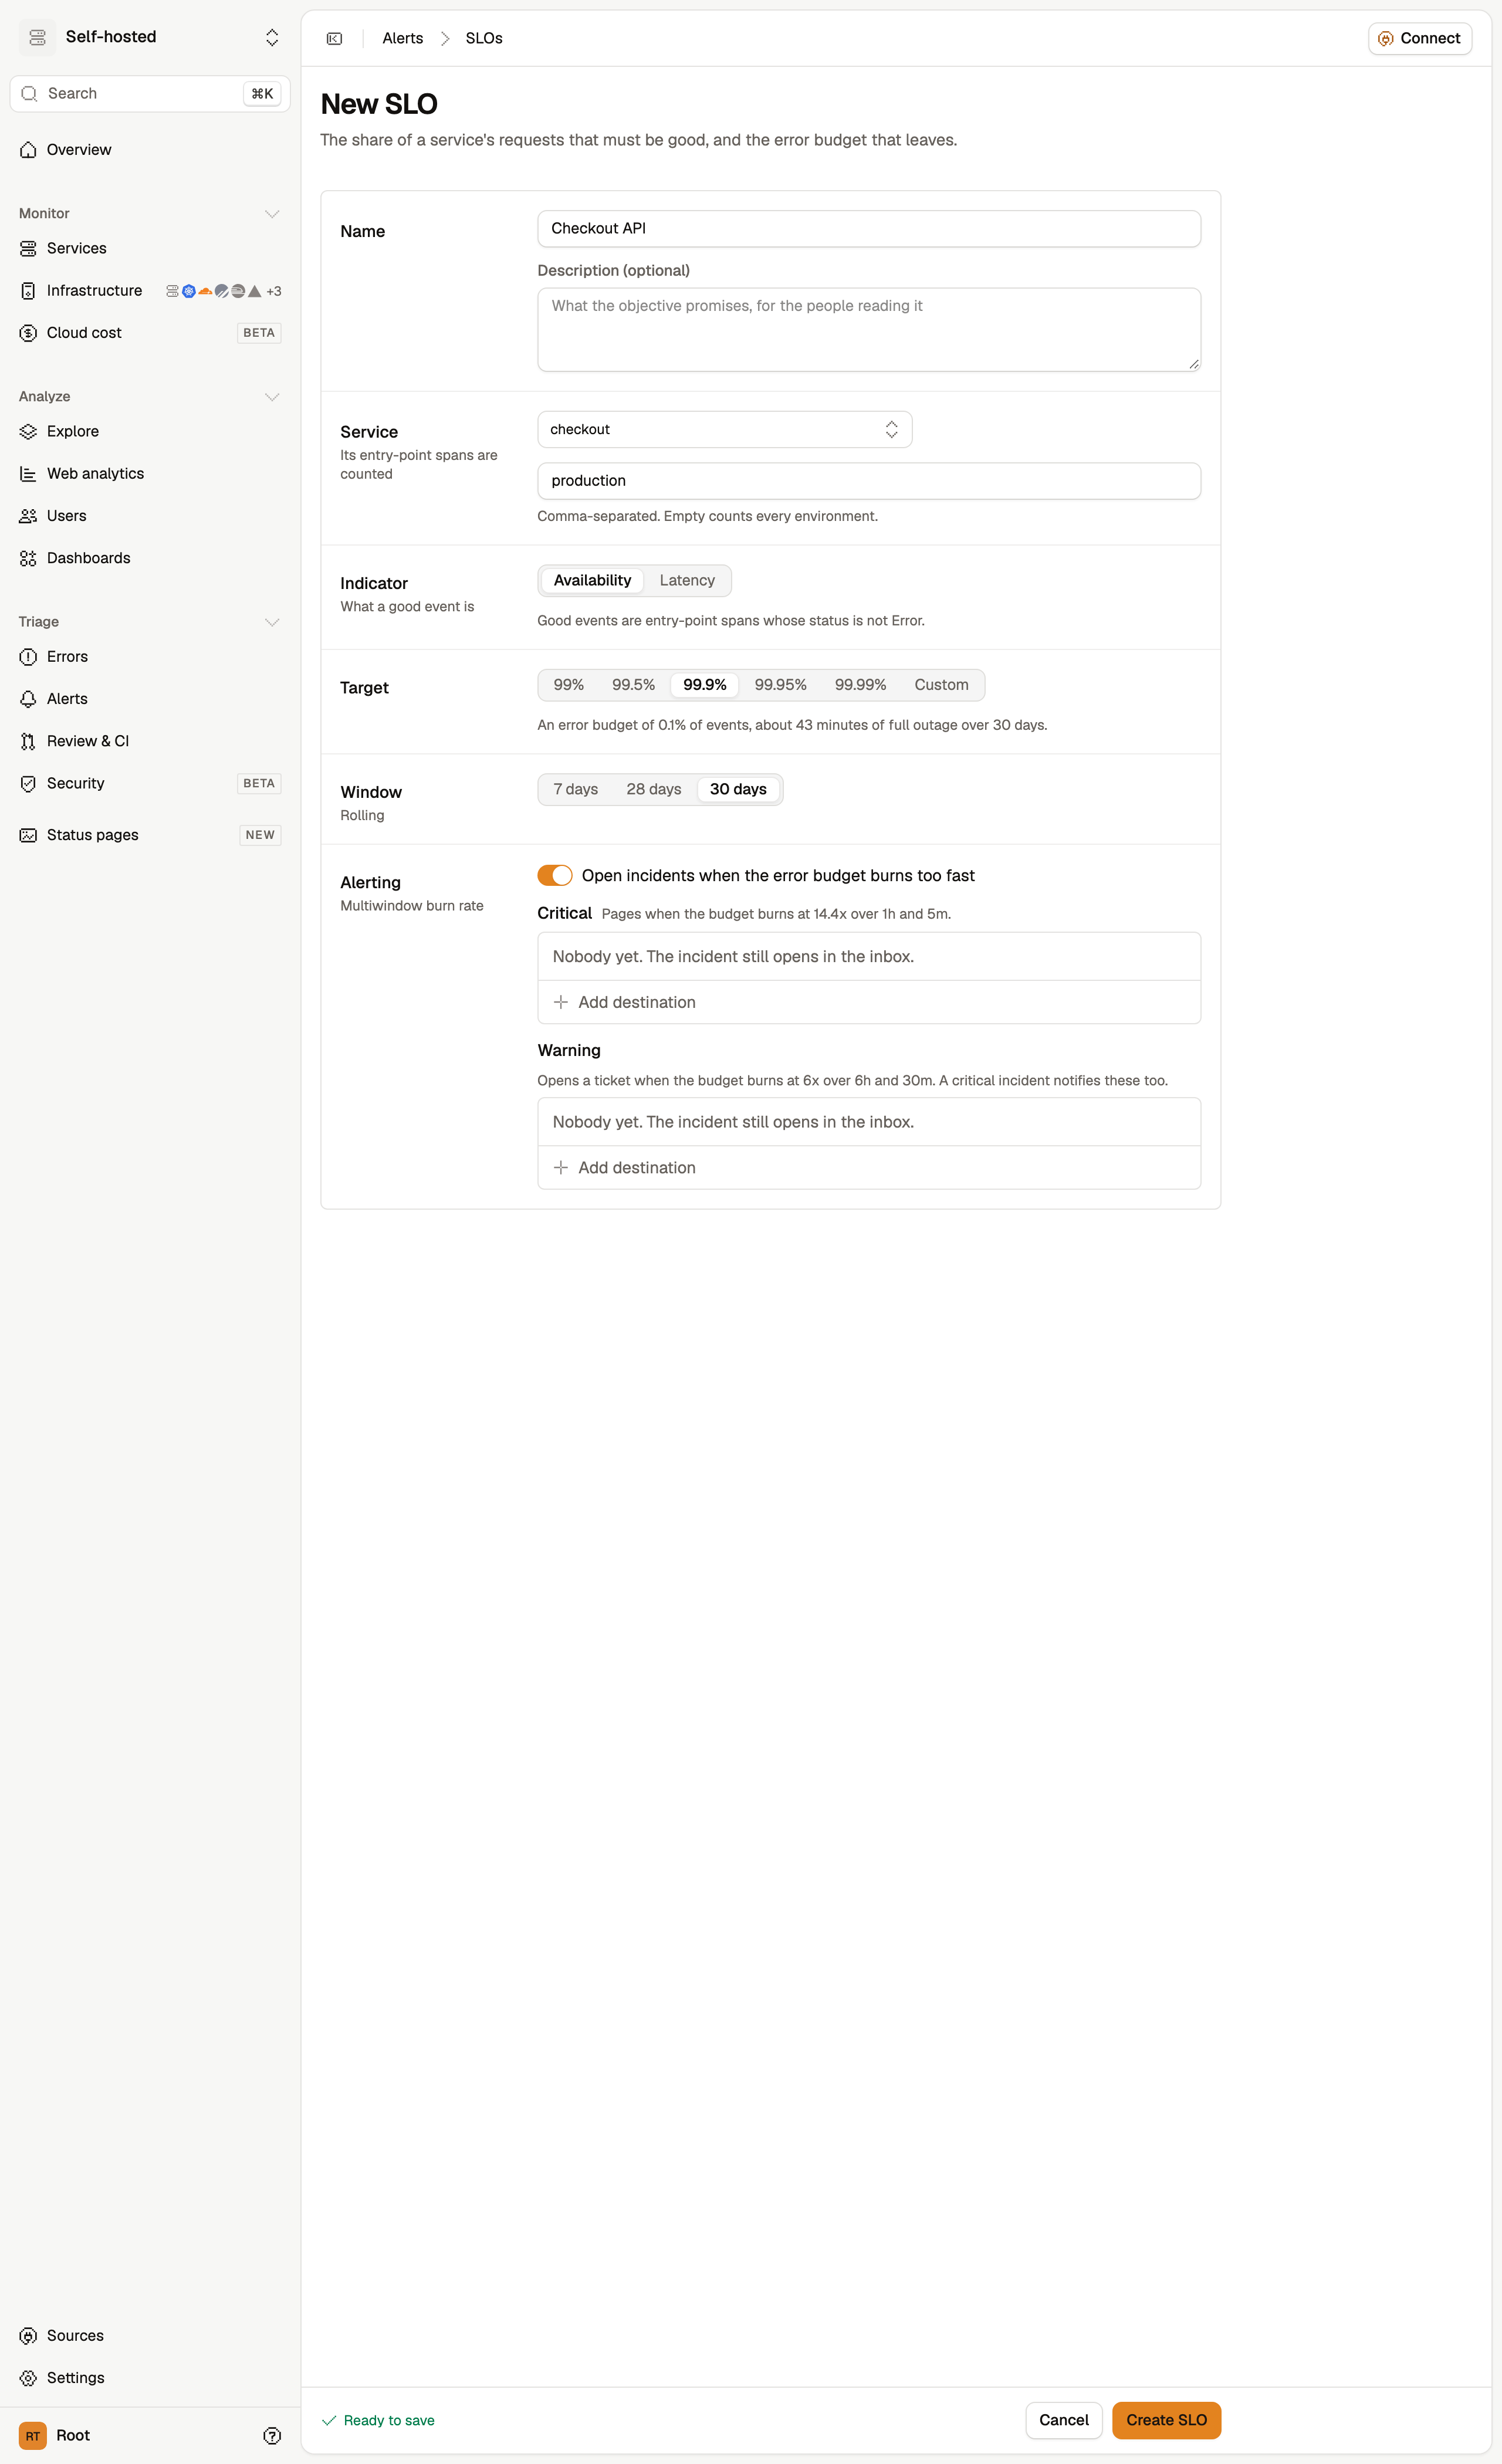 Self-hosted
Search
⌘K
Overview
Monitor
Services
Infrastructure
+3
Cloud cost
BETA
Analyze
Explore
Web analytics
Users
Dashboards
Triage
Errors
Alerts
Review & CI
Security
BETA
Status pages
NEW
Sources
Settings
RT
Root
Alerts
SLOs
Connect
New SLO
The share of a service's requests that must be good, and the error budget that leaves.
Name
Checkout API
Description (optional)
What the objective promises, for the people reading it
Service
Its entry-point spans are
counted
checkout
production
Comma-separated. Empty counts every environment.
Indicator
What a good event is
Availability
Latency
Good events are entry-point spans whose status is not Error.
Target
99%
99.5%
99.9%
99.95%
99.99%
Custom
An error budget of 0.1% of events, about 43 minutes of full outage over 30 days.
Window
Rolling
7 days
28 days
30 days
Alerting
Multiwindow burn rate
Open incidents when the error budget burns too fast
Critical Pages when the budget burns at 14.4x over 1h and 5m.
Nobody yet. The incident still opens in the inbox.
Add destination
Warning
Opens a ticket when the budget burns at 6x over 6h and 30m. A critical incident notifies these too.
Nobody yet. The incident still opens in the inbox.
Add destination
Ready to save
Cancel
Create SLO